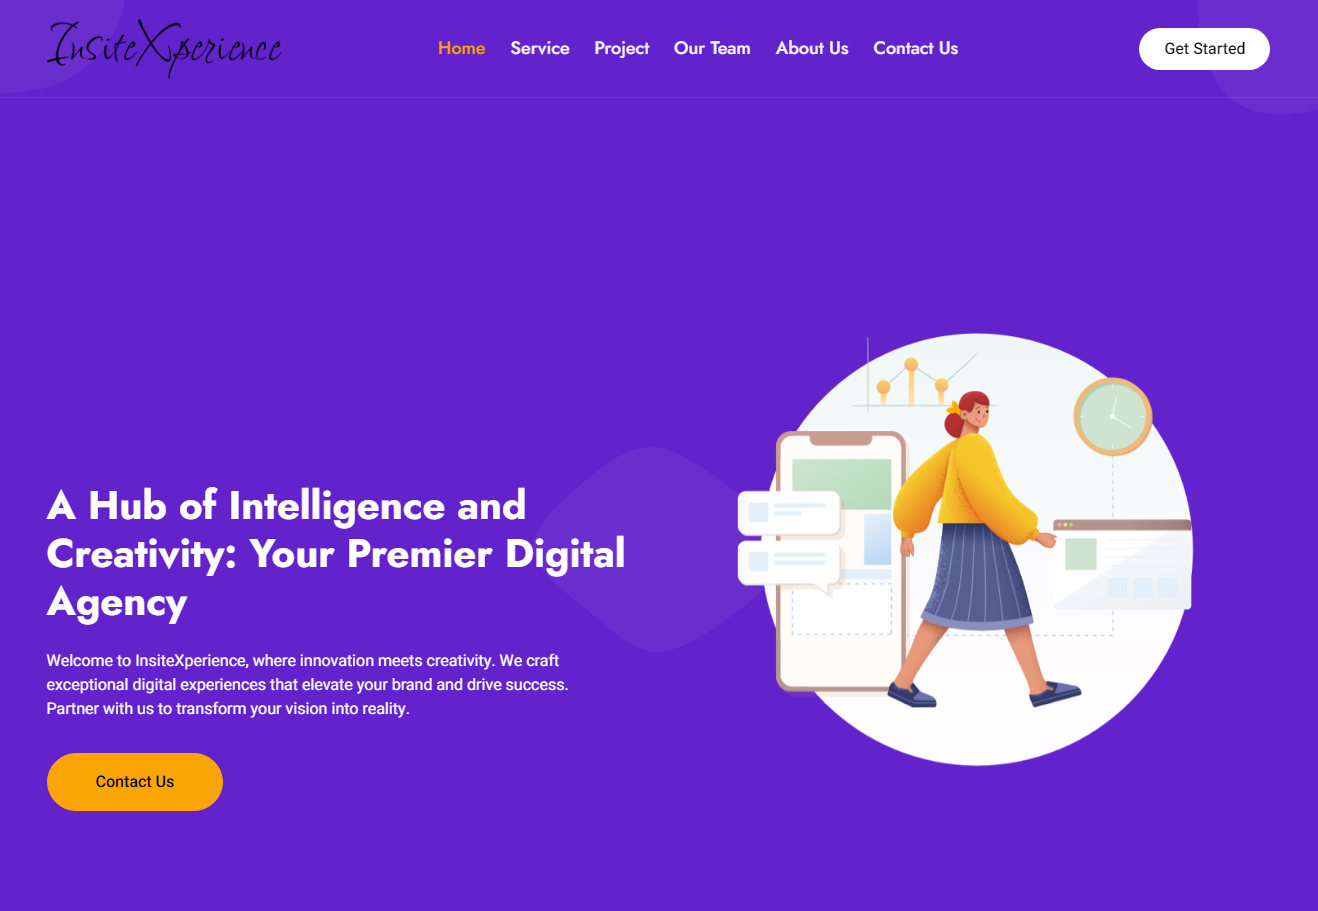 InsiteXperience
Home Service Project Our Team About Us Contact Us
Get Started
A Hub of Intelligence and
Creativity: Your Premier Digital
Agency
Welcome to InsiteXperience, where innovation meets creativity. We craft
exceptional digital experiences that elevate your brand and drive success.
Partner with us to transform your vision into reality.
Contact Us